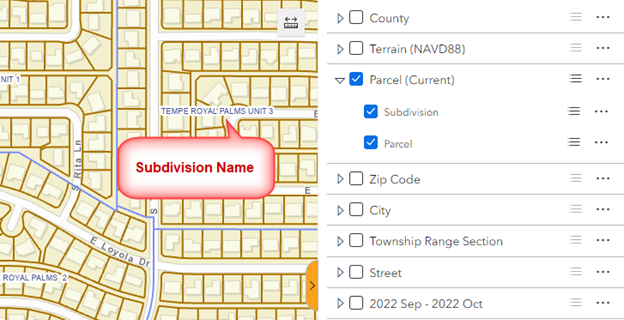 NIT 1
TEMPE ROYAL PALMS UNIT 3
E
Subdivision Name
S Rita Ln
S
E
E Loyola Dr
ROYAL PALMS 2
County
Terrain (NAVD88)
Parcel (Current)
Subdivision
Parcel
Zip Code
City
Township Range Section
Street
2022 Sep - 2022 Oct